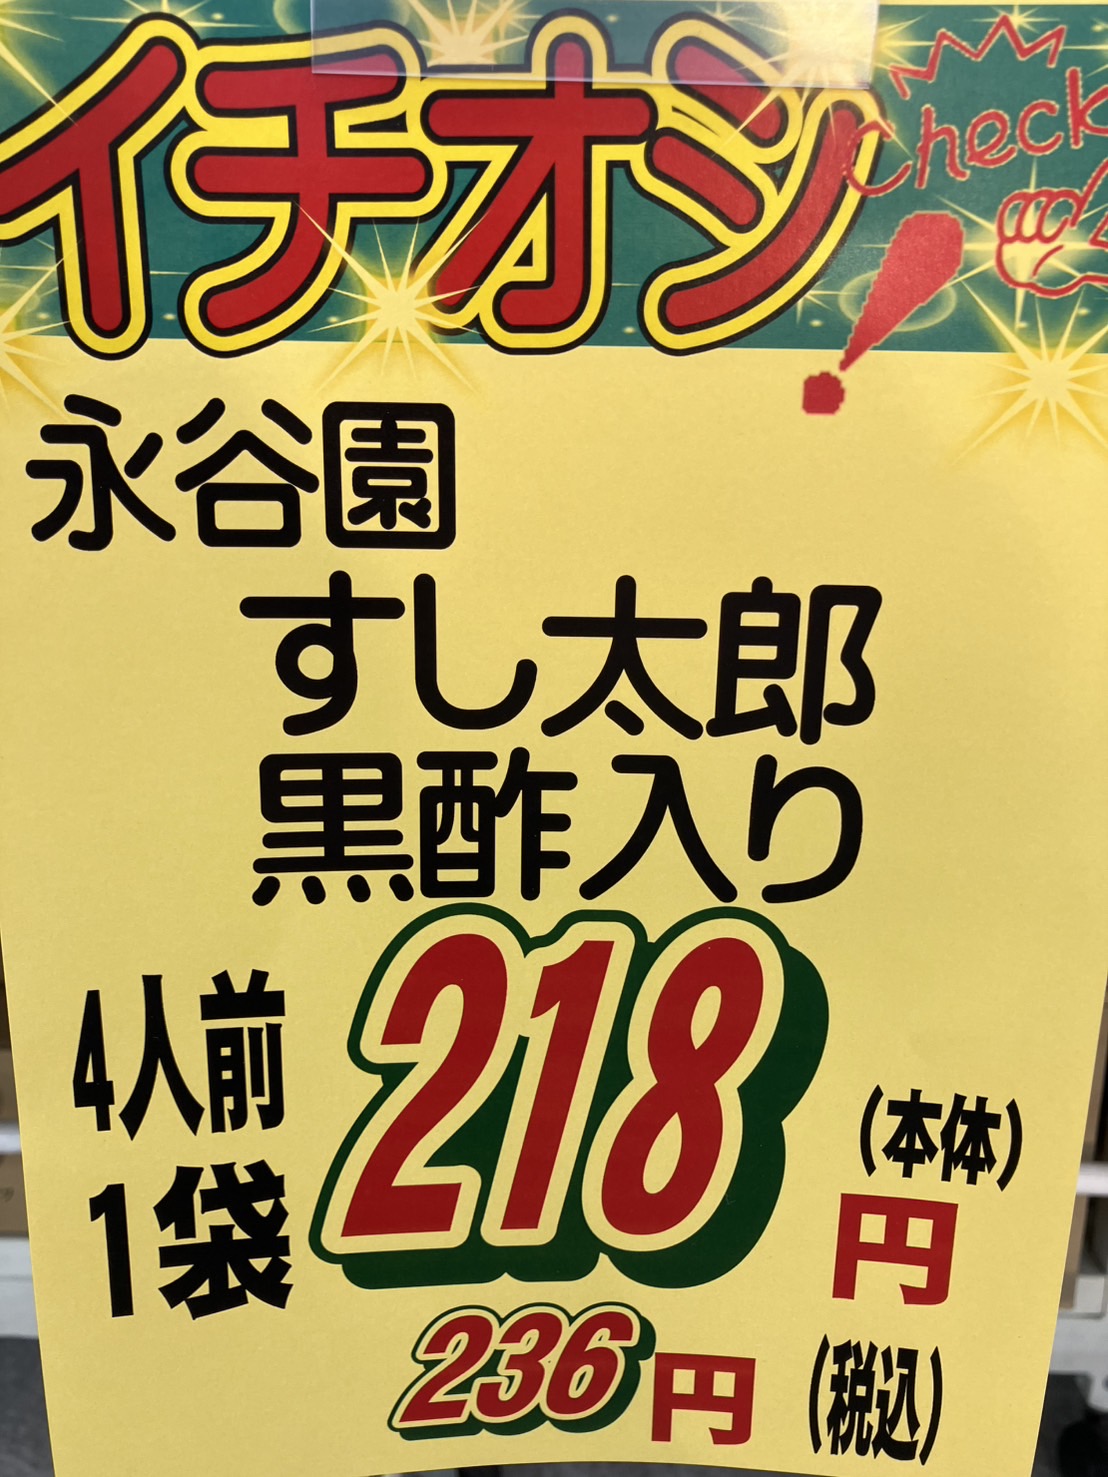 イチオシ
Check
!
永谷園
すし太郎
黒酢入り
4人前
1袋
218
(本体)
円
236円
(税込)